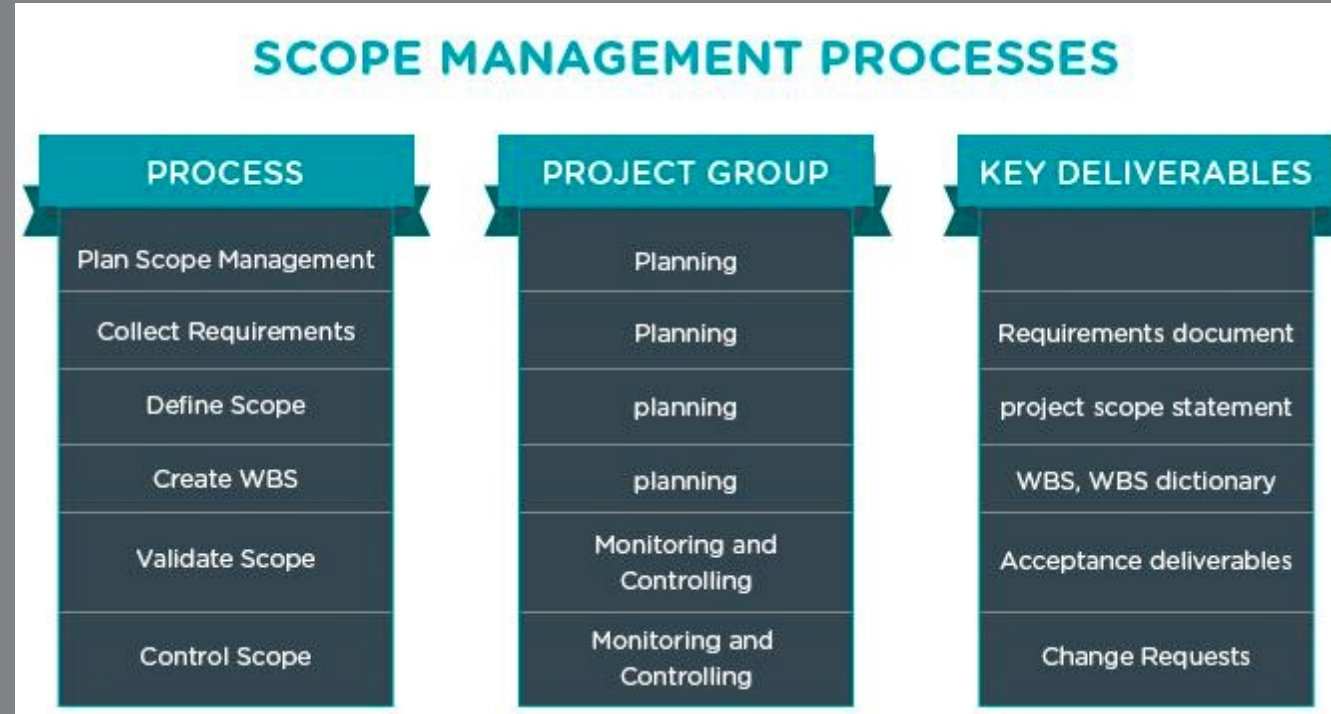 SCOPE MANAGEMENT PROCESSES
PROCESS
PROJECT GROUP
KEY DELIVERABLES
Plan Scope Management
Planning
Collect Requirements
Planning
Requirements document
Define Scope
planning
project scope statement
Create WBS
planning
WBS, WBS dictionary
Validate Scope
Monitoring and
Controlling
Acceptance deliverables
Control Scope
Monitoring and
Controlling
Change Requests